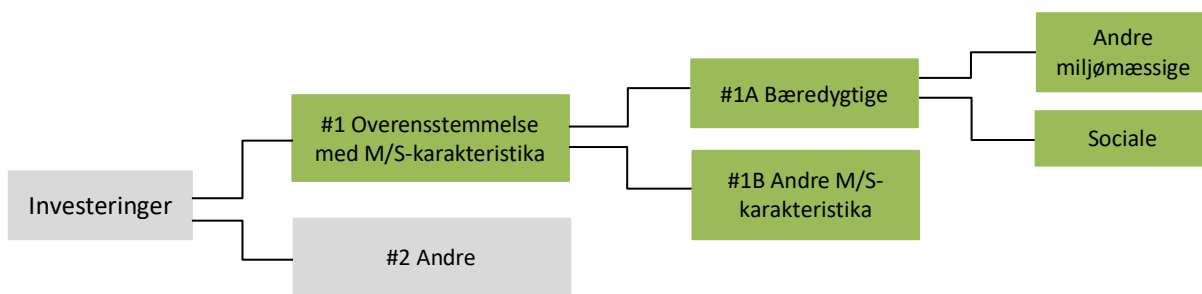 Investeringer
#1 Overensstemmelse
med M/S-karakteristika
#2 Andre
#1A Bæredygtige
#1B Andre M/S-
karakteristika
Andre
miljømæssige
Sociale